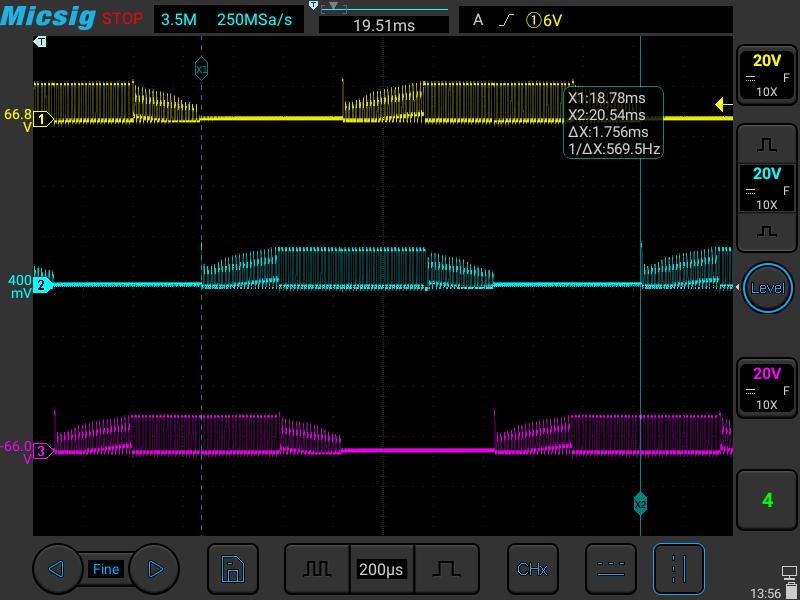 Micsig STOP 3.5M 250MSa/s T 19.51ms A ①6V
T
20V
F
10X
X1
X1:18.78ms
X2:20.54ms
ΔX:1.756ms
1/ΔX:569.5Hz
66.8
V
1
20V
F
10X
400
mV
2
Level
20V
F
10X
-66.0
V
3
X2
4
Fine
200μs
CHx
13:56